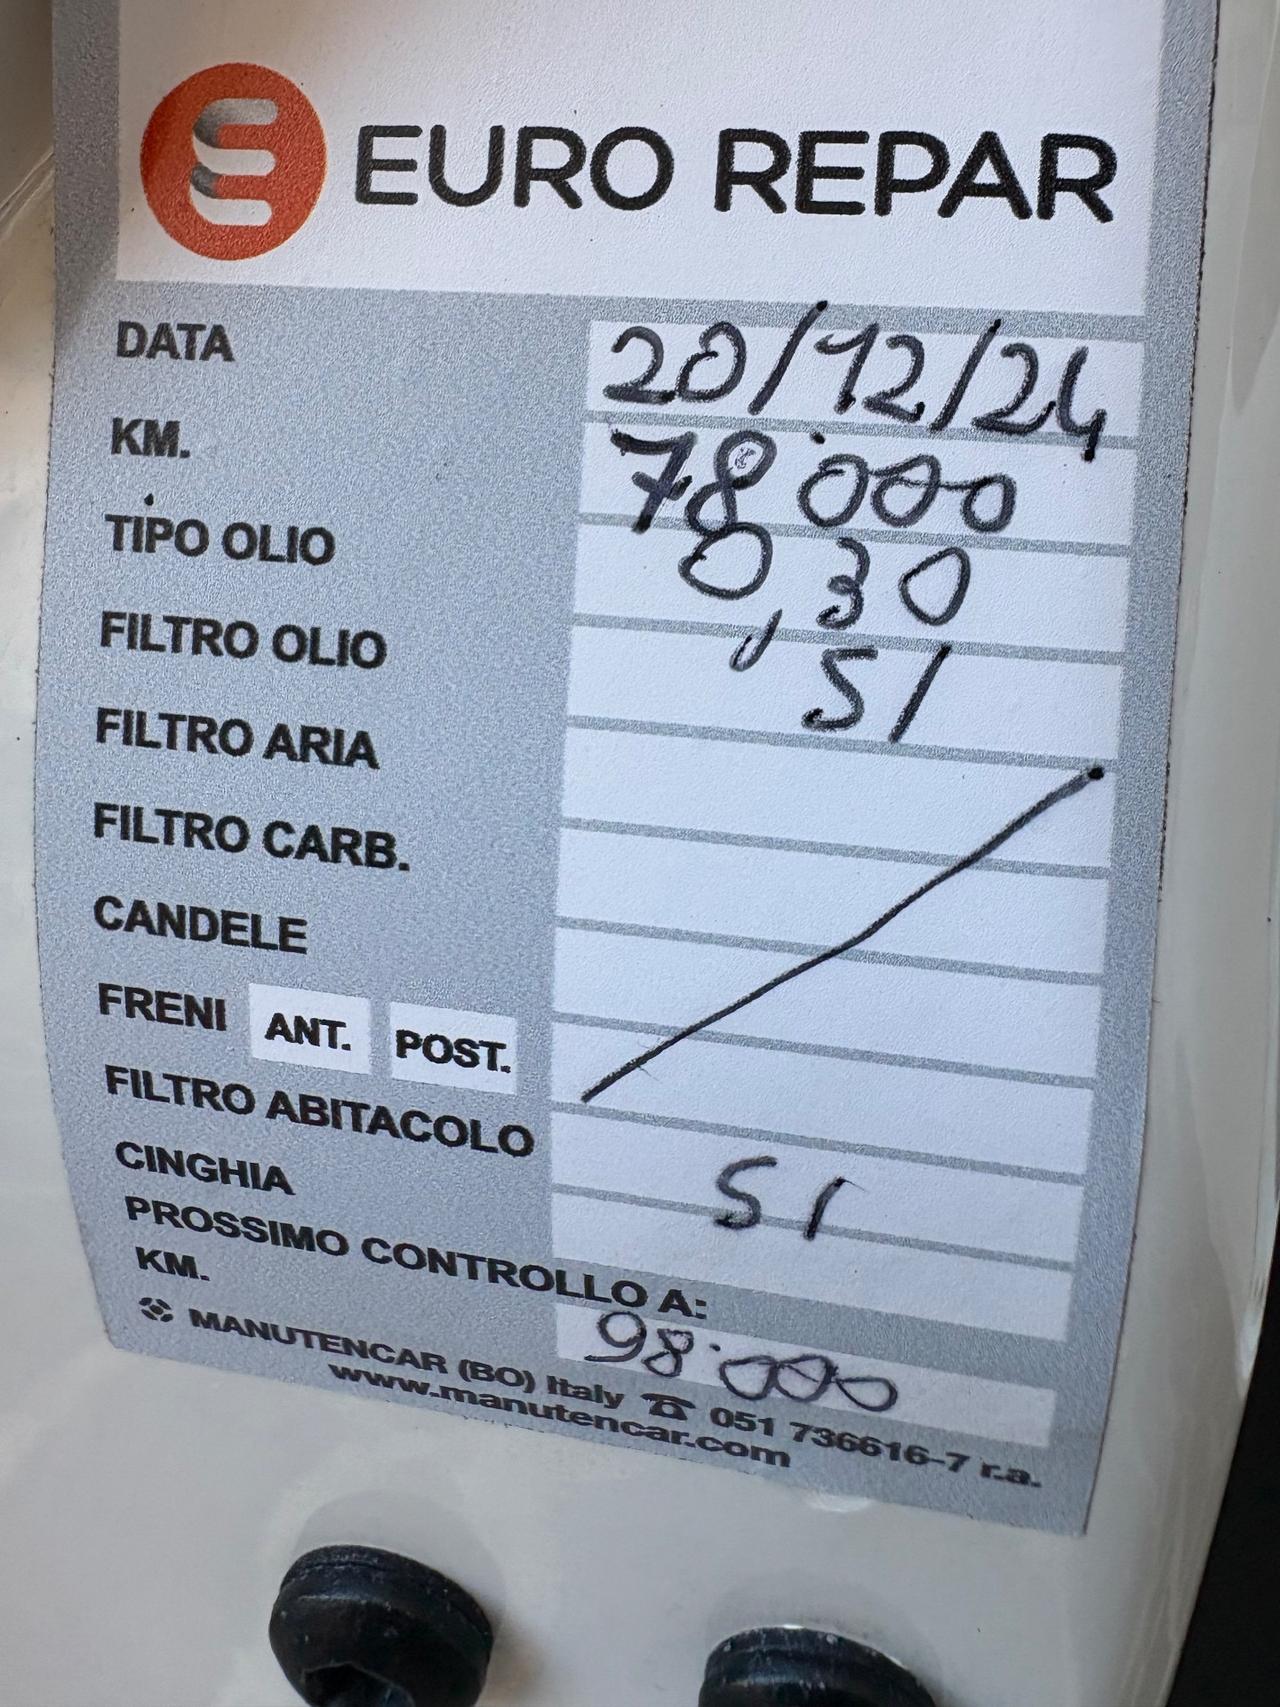 EURO REPAR
DATA 20/12/24
KM. 78.000
TIPO OLIO 0,30
FILTRO OLIO SI
FILTRO ARIA
FILTRO CARB.
CANDELE
FRENI ANT. POST.
FILTRO ABITACOLO SI
CINGHIA
PROSSIMO CONTROLLO A:
KM. 98.000
MANUTENCAR (BO) Italy ☎ 051 736616-7 r.a.
www.manutencar.com